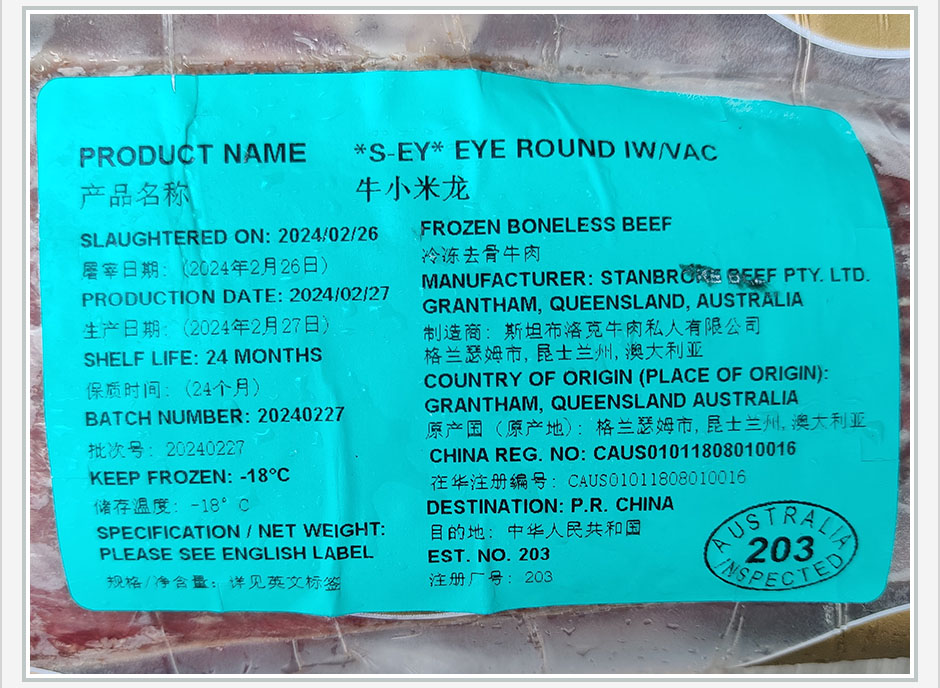 PRODUCT NAME *S-EY* EYE ROUND IW/VAC
产品名称 牛小米龙
SLAUGHTERED ON: 2024/02/26
屠宰日期: (2024年2月26日)
PRODUCTION DATE: 2024/02/27
生产日期: (2024年2月27日)
SHELF LIFE: 24 MONTHS
保质时间: (24个月)
BATCH NUMBER: 20240227
批次号: 20240227
KEEP FROZEN: -18°C
储存温度: -18° C
SPECIFICATION / NET WEIGHT:
PLEASE SEE ENGLISH LABEL
规格/净含量: 详见英文标签
FROZEN BONELESS BEEF
冷冻去骨牛肉
MANUFACTURER: STANBROKE BEEF PTY. LTD.
GRANTHAM, QUEENSLAND, AUSTRALIA
制造商: 斯坦布洛克牛肉私人有限公司
格兰瑟姆市, 昆士兰州, 澳大利亚
COUNTRY OF ORIGIN (PLACE OF ORIGIN):
GRANTHAM, QUEENSLAND AUSTRALIA
原产国 (原产地): 格兰瑟姆市, 昆士兰州, 澳大利亚
CHINA REG. NO: CAUS01011808010016
在华注册编号: CAUS01011808010016
DESTINATION: P.R. CHINA
目的地: 中华人民共和国
EST. NO. 203
注册厂号: 203
AUSTRALIA
203
INSPECTED